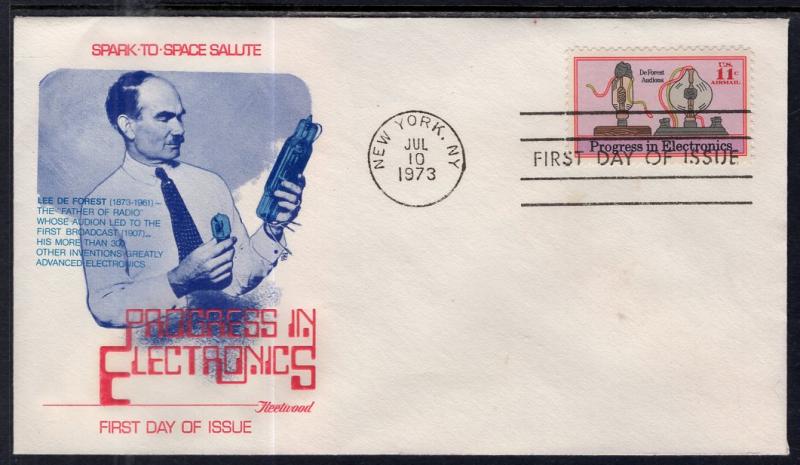 SPARK-TO-SPACE SALUTE
LEE DE FOREST (1873-1961)—
THE "FATHER OF RADIO"
WHOSE AUDION LED TO THE
FIRST BROADCAST (1907)...
HIS MORE THAN 300
OTHER INVENTIONS GREATLY
ADVANCED ELECTRONICS
PROGRESS IN
ELECTRONICS
Fleetwood
FIRST DAY OF ISSUE
NEW YORK, NY
JUL
10
1973
De Forest
Audions
U.S.
11c
AIRMAIL
Progress in Electronics
FIRST DAY OF ISSUE